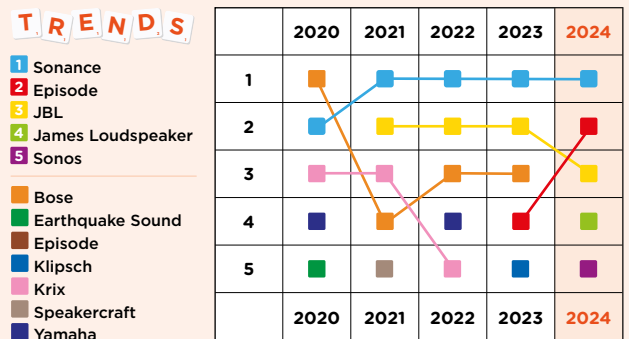 TRENDS
1 Sonance
2 Episode
3 JBL
4 James Loudspeaker
5 Sonos
Bose
Earthquake Sound
Episode
Klipsch
Krix
Speakercraft
Yamaha
2020 2021 2022 2023 2024
1
2
3
4
5
2020 2021 2022 2023 2024